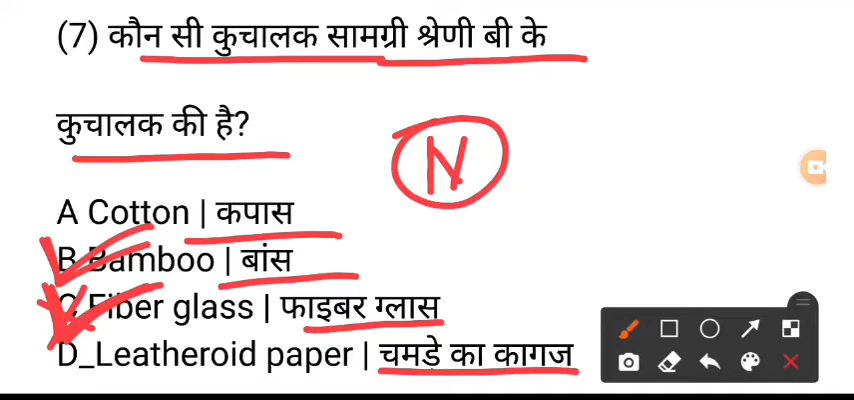 (7) कौन सी कुचालक सामग्री श्रेणी बी के
कुचालक की है?
N
A Cotton | कपास
B Bamboo | बांस
C Fiber glass | फाइबर ग्लास
D_Leatheroid paper | चमड़े का कागज